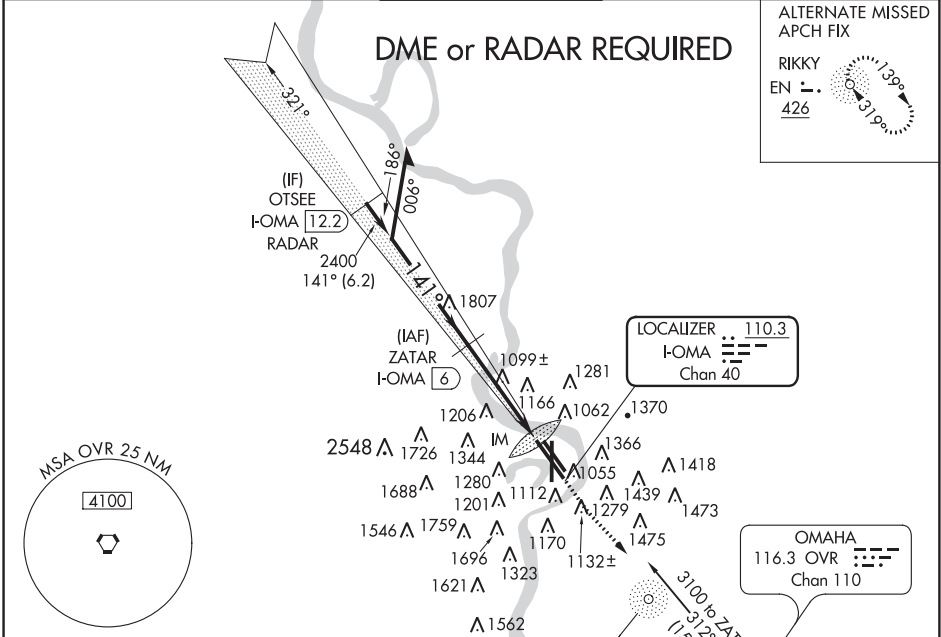 DME or RADAR REQUIRED
ALTERNATE MISSED
APCH FIX
RIKKY
EN
426
139°
319°
321°
186°
006°
(IF)
OTSEE
I-OMA 12.2
RADAR
2400
141° (6.2)
141°
1807
(IAF)
ZATAR
I-OMA 6
LOCALIZER 110.3
I-OMA
Chan 40
1099±
1166
1281
1206
1062
1370
IM
2548
1726
1344
1366
1280
1055
1418
1688
1201
1112
1279
1439
1473
1546
1759
1696
1170
1132±
1475
1323
1621
1562
MSA OVR 25 NM
4100
OMAHA
116.3 OVR
Chan 110
3100 to ZAT
312°